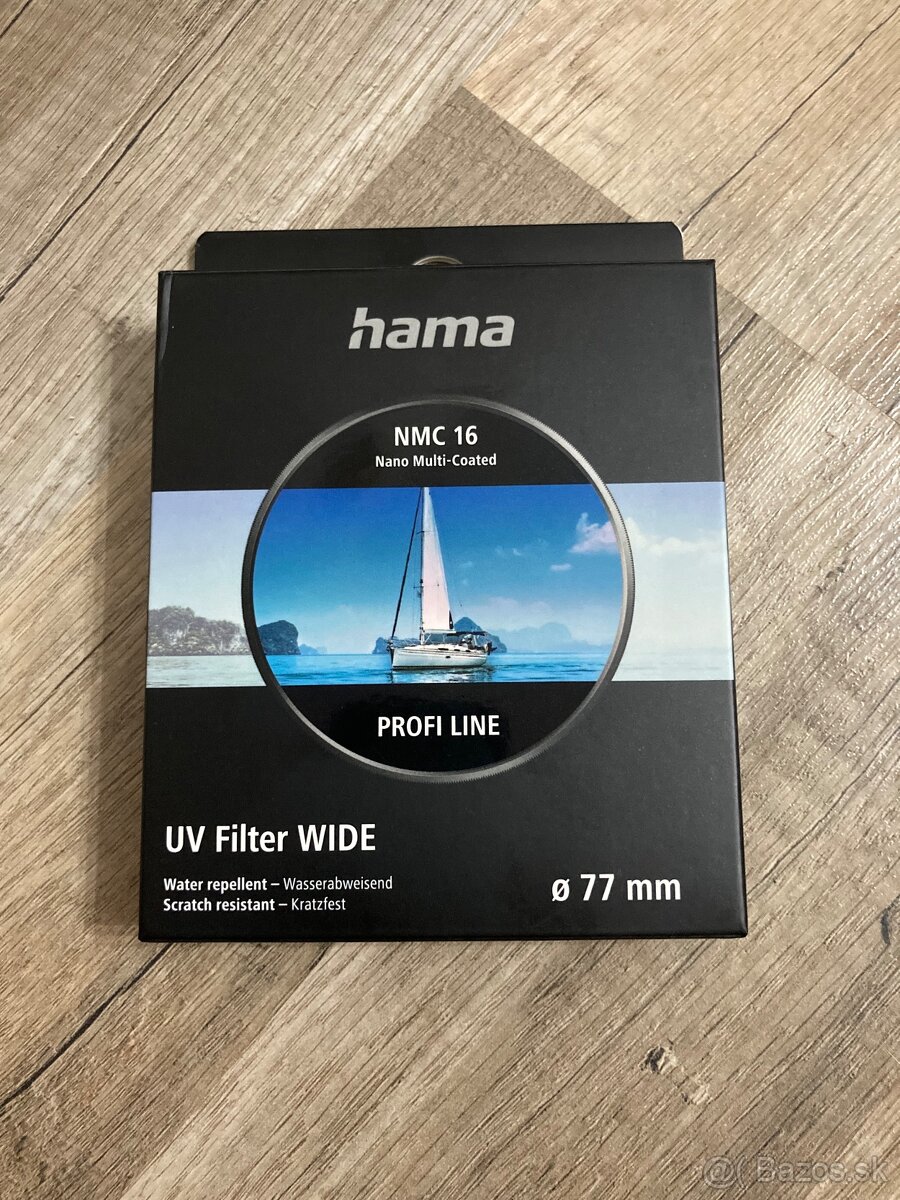 hama
NMC 16
Nano Multi-Coated
PROFI LINE
UV Filter WIDE
Water repellent – Wasserabweisend
Scratch resistant – Kratzfest
ø 77 mm
@( Bazos.sk